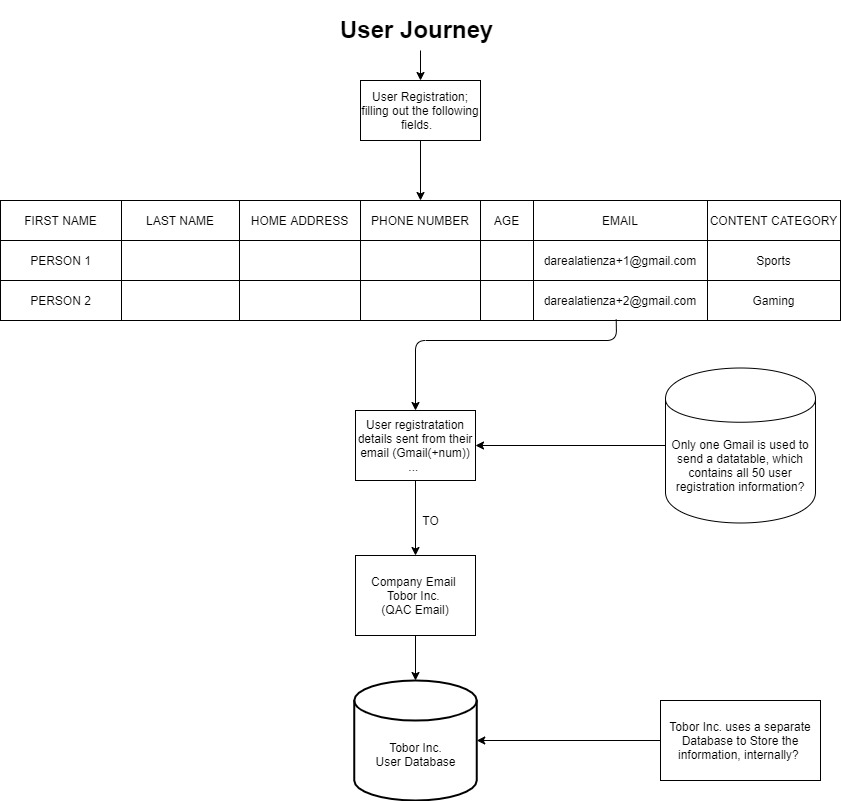 User Journey
User Registration;
filling out the following
fields.
FIRST NAME LAST NAME HOME ADDRESS PHONE NUMBER AGE EMAIL CONTENT CATEGORY
PERSON 1 darealatienza+1@gmail.com Sports
PERSON 2 darealatienza+2@gmail.com Gaming
User registratation
details sent from their
email (Gmail(+num))
...
Only one Gmail is used to
send a datatable, which
contains all 50 user
registration information?
TO
Company Email
Tobor Inc.
(QAC Email)
Tobor Inc.
User Database
Tobor Inc. uses a separate
Database to Store the
information, internally?